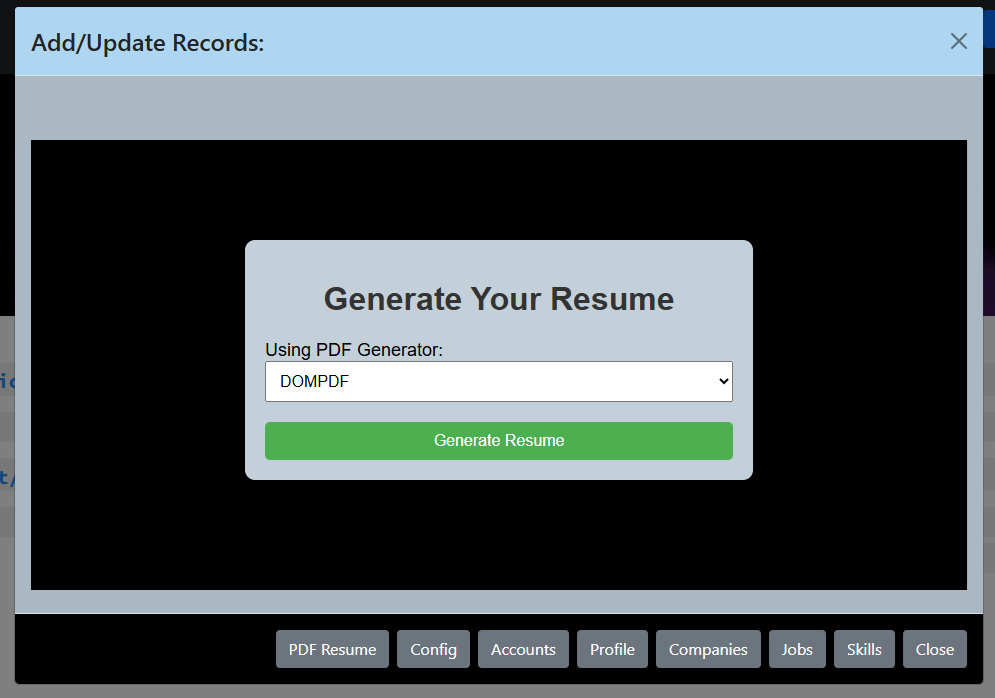 Add/Update Records:
Generate Your Resume
Using PDF Generator:
DOMPDF
Generate Resume
PDF Resume Config Accounts Profile Companies Jobs Skills Close